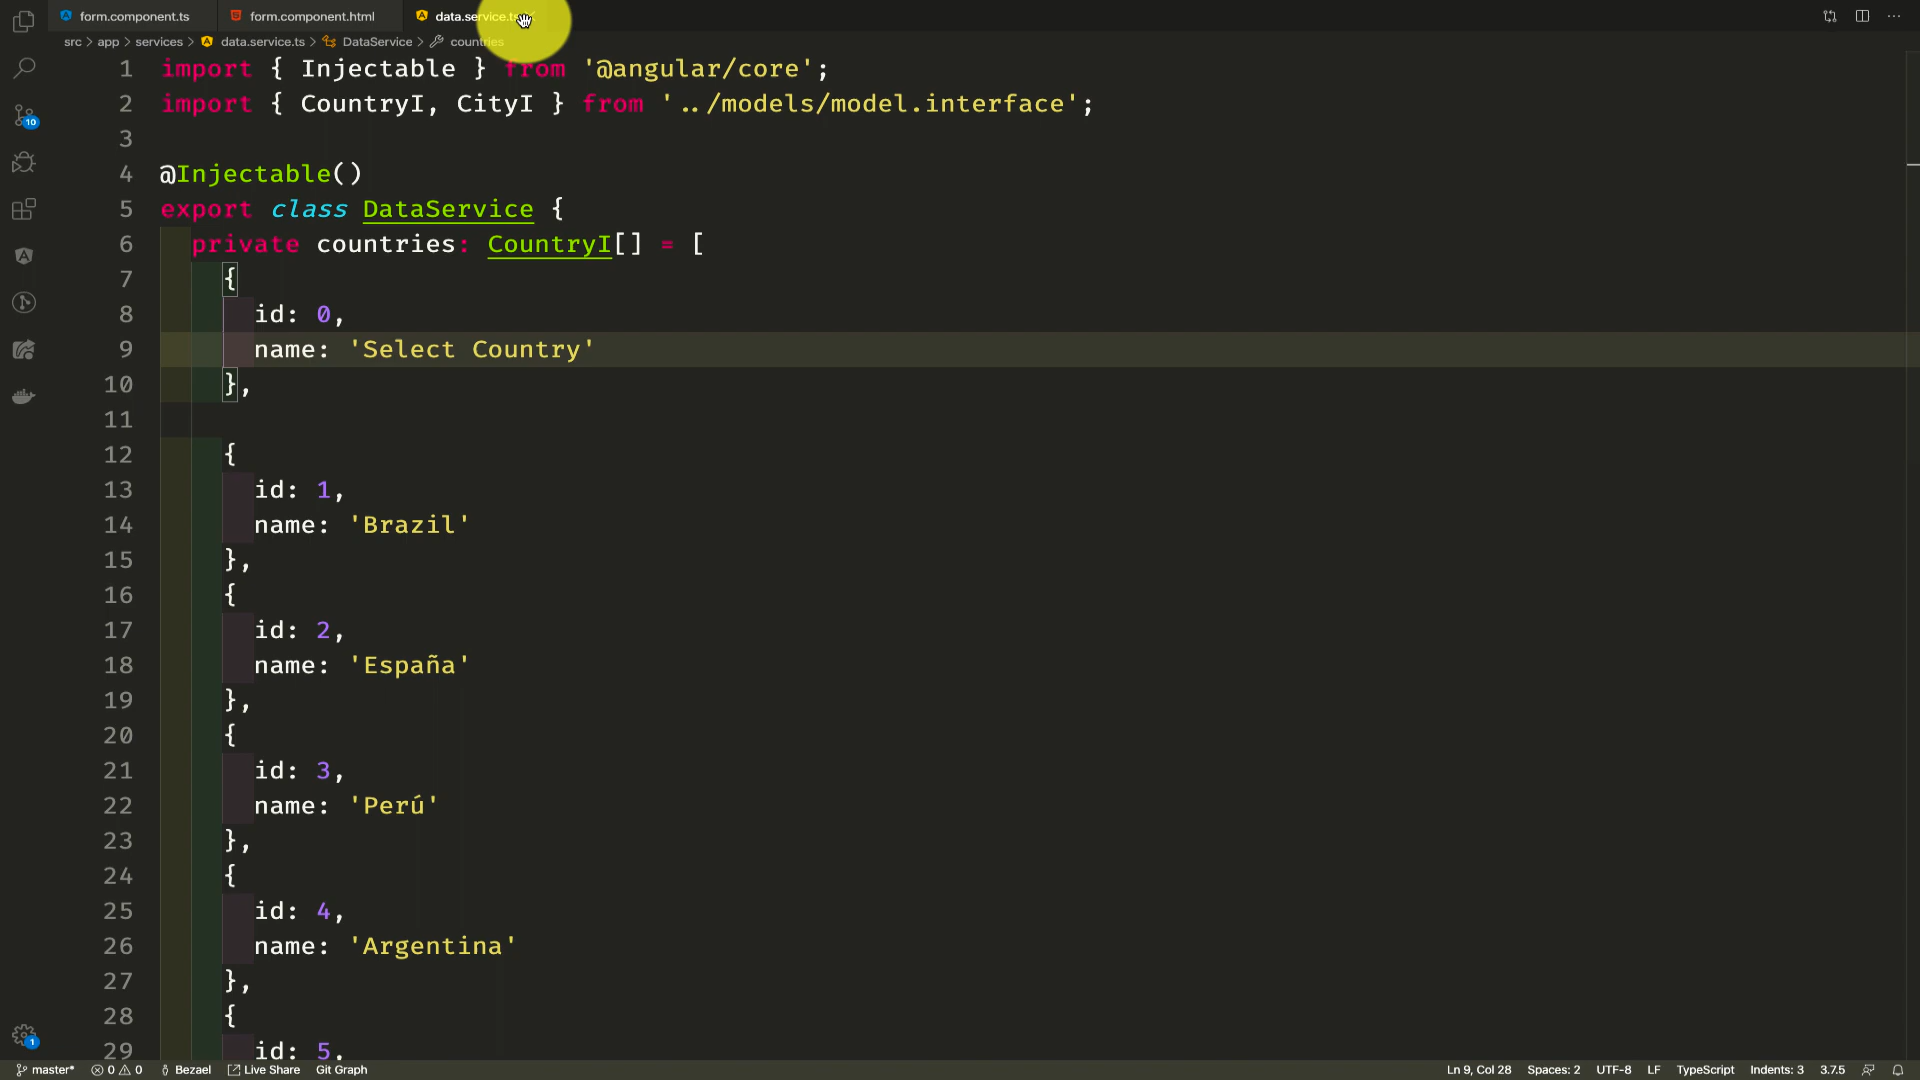 form.component.ts
form.component.html
data.service.ts
src > app > services > data.service.ts > DataService > countries
1 import { Injectable } from '@angular/core';
2 import { CountryI, CityI } from '../models/model.interface';
3
4 @Injectable()
5 export class DataService {
6 private countries: CountryI[] = [
7 {
8 id: 0,
9 name: 'Select Country'
10 },
11
12 {
13 id: 1,
14 name: 'Brazil'
15 },
16 {
17 id: 2,
18 name: 'España'
19 },
20 {
21 id: 3,
22 name: 'Perú'
23 },
24 {
25 id: 4,
26 name: 'Argentina'
27 },
28 {
29 id: 5,
10
1
master* 0 0 Bezael Live Share Git Graph Ln 9, Col 28 Spaces: 2 UTF-8 LF TypeScript Indents: 3 3.7.5